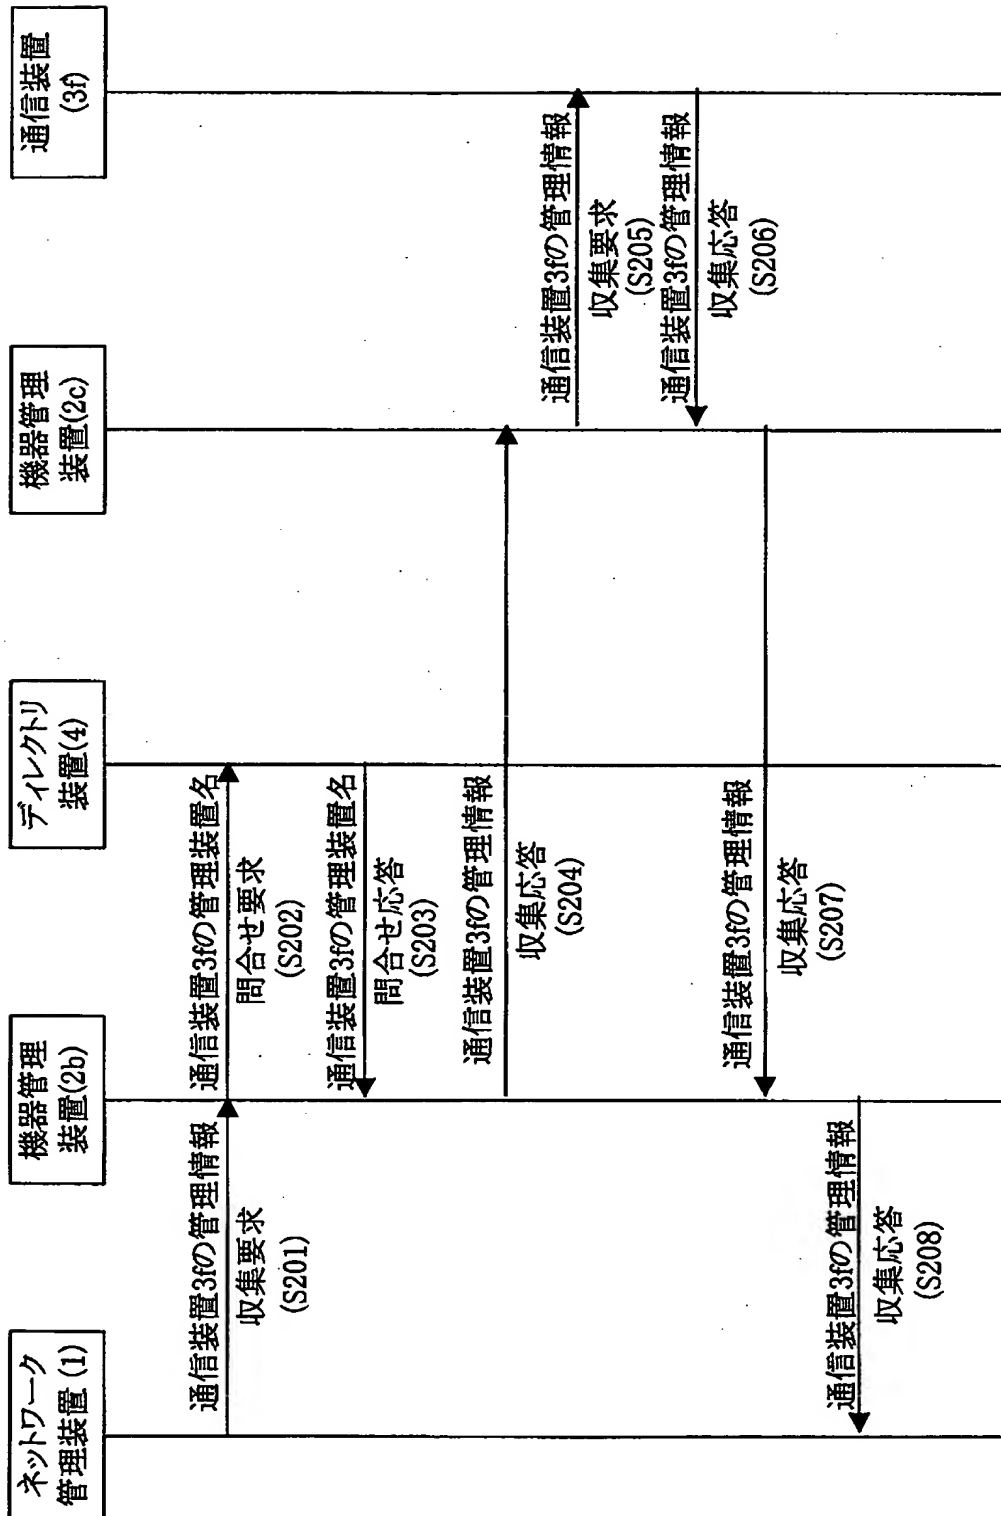 ネットワーク
管理装置(1)
機器管理
装置(2b)
ディレクトリ
装置(4)
機器管理
装置(2c)
通信装置
(3f)
通信装置3fの管理情報
収集要求
(S201)
通信装置3fの管理装置名
問合せ要求
(S202)
通信装置3fの管理装置名
問合せ応答
(S203)
通信装置3fの管理情報
収集応答
(S204)
通信装置3fの管理情報
収集要求
(S205)
通信装置3fの管理情報
収集応答
(S206)
通信装置3fの管理情報
収集応答
(S207)
通信装置3fの管理情報
収集応答
(S208)